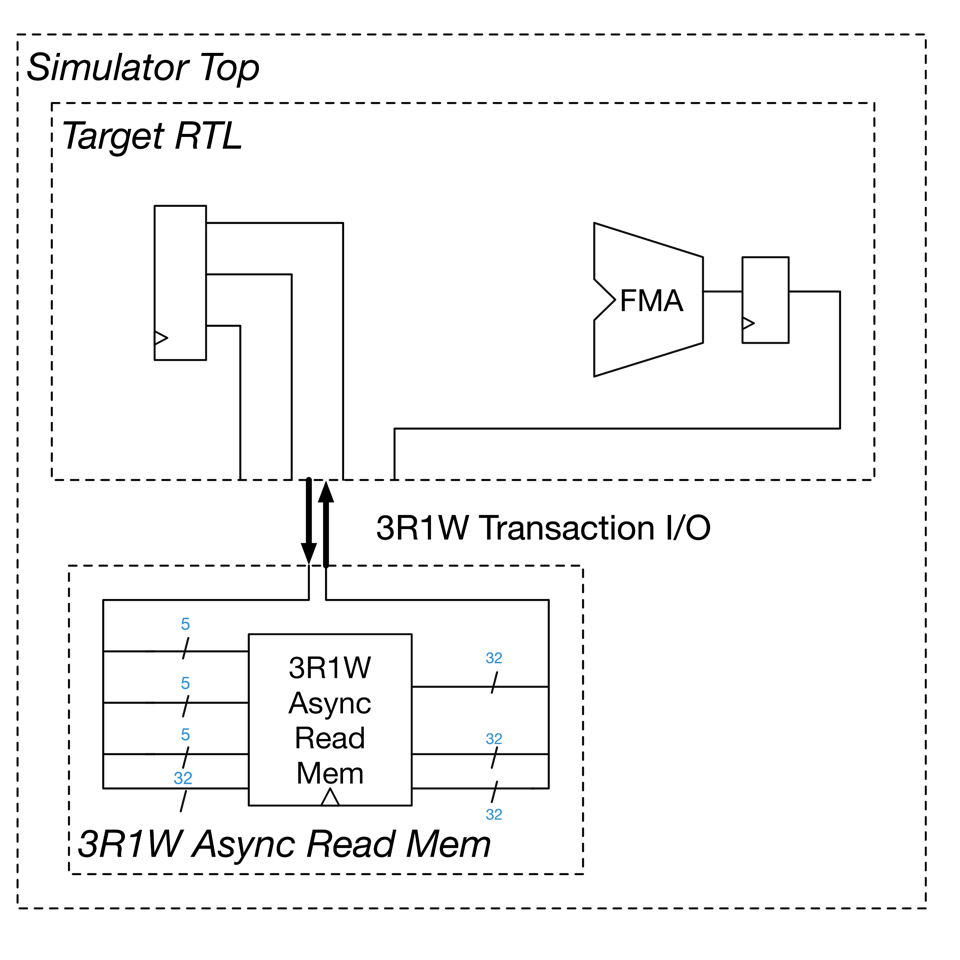 Simulator Top
Target RTL
FMA
3R1W Transaction I/O
5
5
5
32
3R1W
Async
Read
Mem
32
32
32
3R1W Async Read Mem